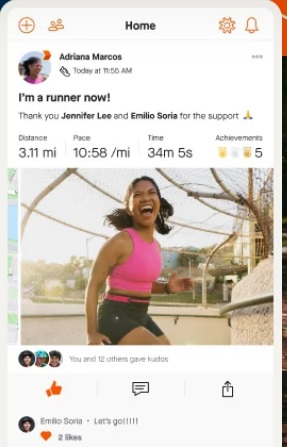 Home
Adriana Marcos
Today at 11:55 AM
I'm a runner now!
Thank you Jennifer Lee and Emilio Soria for the support 🙏
Distance Pace Time Achievements
3.11 mi 10:58 /mi 34m 5s 5
You and 12 others gave kudos
Emilio Soria • Let's go!!!!!
2 likes